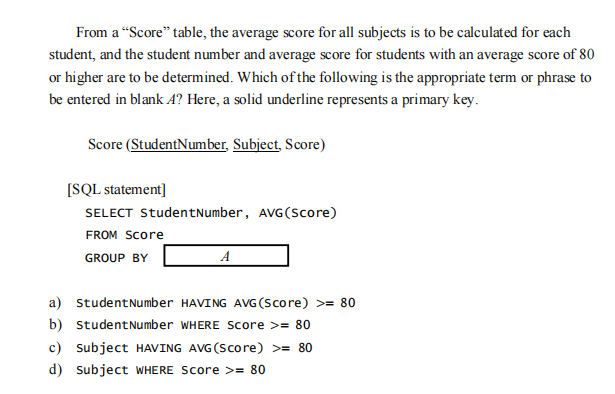 From a “Score” table, the average score for all subjects is to be calculated for each
student, and the student number and average score for students with an average score of 80
or higher are to be determined. Which of the following is the appropriate term or phrase to
be entered in blank A? Here, a solid underline represents a primary key.
Score (StudentNumber, Subject, Score)
[SQL statement]
SELECT StudentNumber, AVG(Score)
FROM Score
GROUP BY A
a) StudentNumber HAVING AVG(Score) >= 80
b) StudentNumber WHERE Score >= 80
c) Subject HAVING AVG(Score) >= 80
d) Subject WHERE Score >= 80